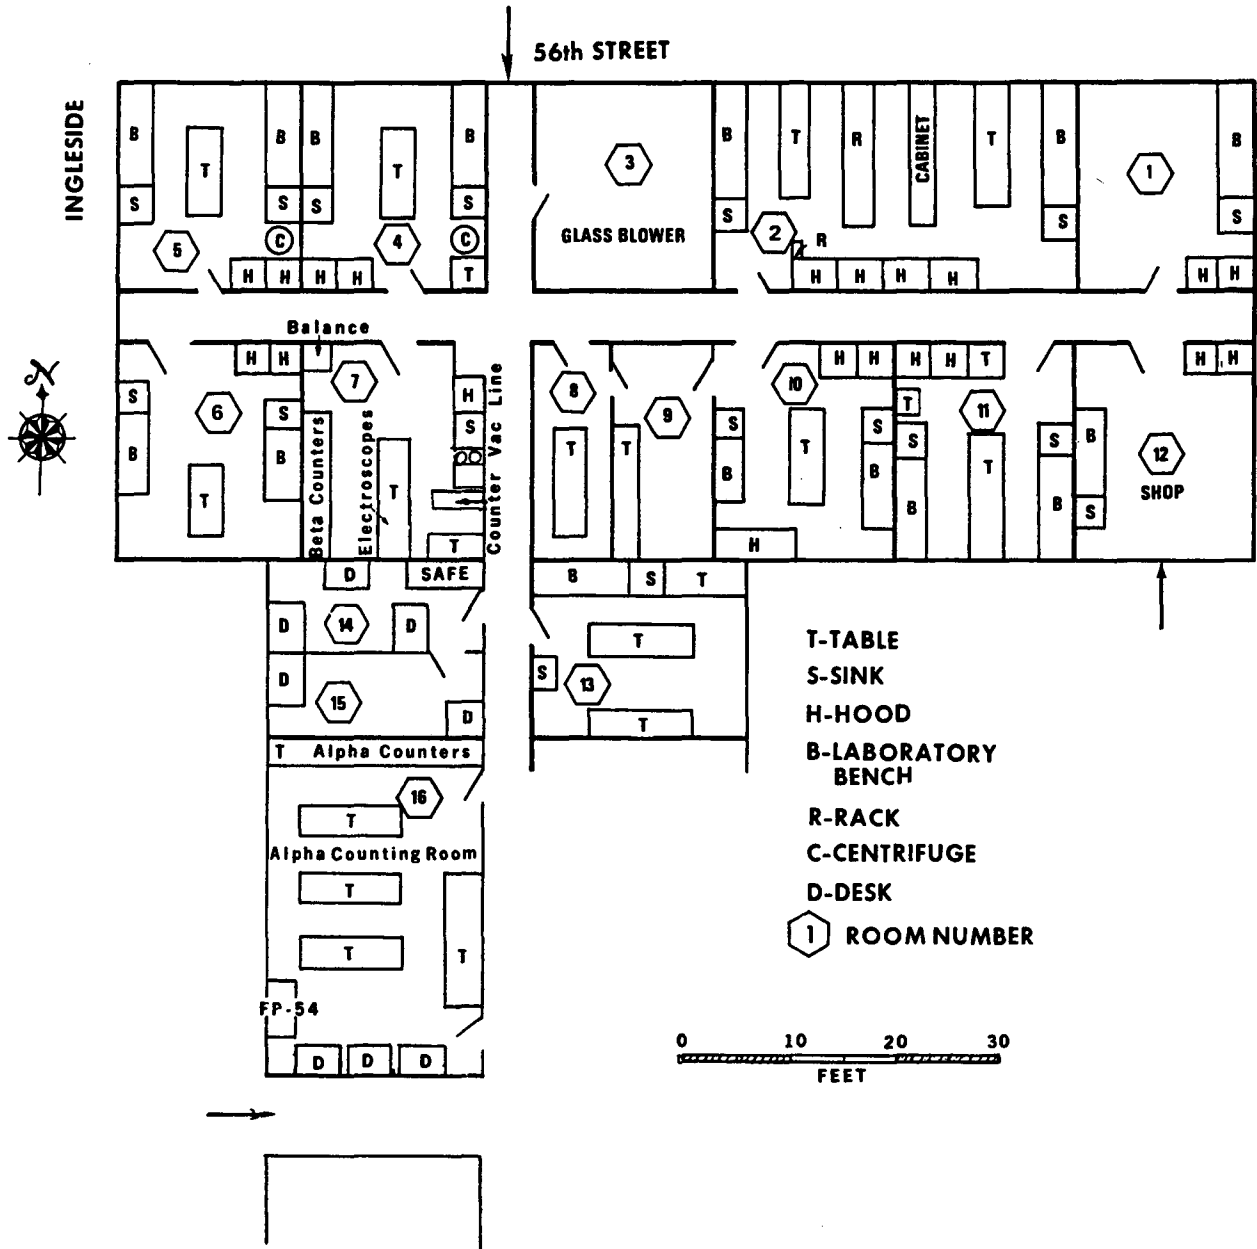 56th STREET
INGLESIDE
B T B B T B B T R CABINET T B 1 B
3
S S S S S S S
GLASS BLOWER
5 C 4 C 2 R
H H H H T H H H H H H
Balance
H H 7 H H H H T H H
S 6 S H 8 9 10 T 11
B B T S T T S B T S S B T S B B 12
SHOP
T T B S
Beta Counters
Electroscopes
Counter Vac Line
T H
D SAFE B S T
D 14 D T
D 15 D S 13 T
T Alpha Counters
16
T
Alpha Counting Room
T
T T
FP-54
D D D
N
T-TABLE
S-SINK
H-HOOD
B-LABORATORY
BENCH
R-RACK
C-CENTRIFUGE
D-DESK
1 ROOM NUMBER
0 10 20 30
FEET